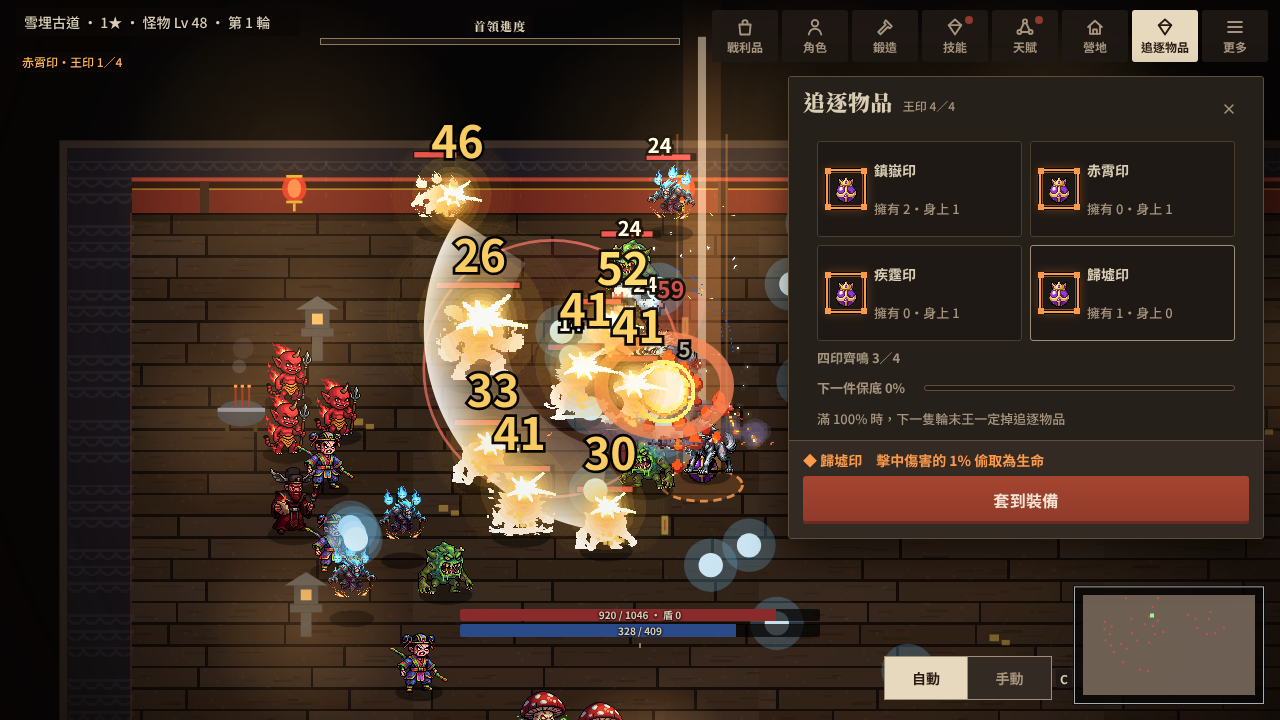 雪埋古道 · 1★ · 怪物 Lv 48 · 第 1 輪
赤霄印·王印 1／4
首領進度
戰利品
角色
鍛造
技能
天賦
營地
追逐物品
更多
追逐物品 王印 4／4
×
鎮嶽印
擁有 2·身上 1
赤霄印
擁有 0·身上 1
疾霆印
擁有 0·身上 1
歸墟印
擁有 1·身上 0
四印齊鳴 3／4
下一件保底 0%
滿 100% 時，下一隻輪末王一定掉追逐物品
◆ 歸墟印 擊中傷害的 1% 偷取為生命
套到裝備
46
24
24
26
52
59
41
41
5
33
41
30
920 / 1046 · 盾 0
328 / 409
自動
手動
C